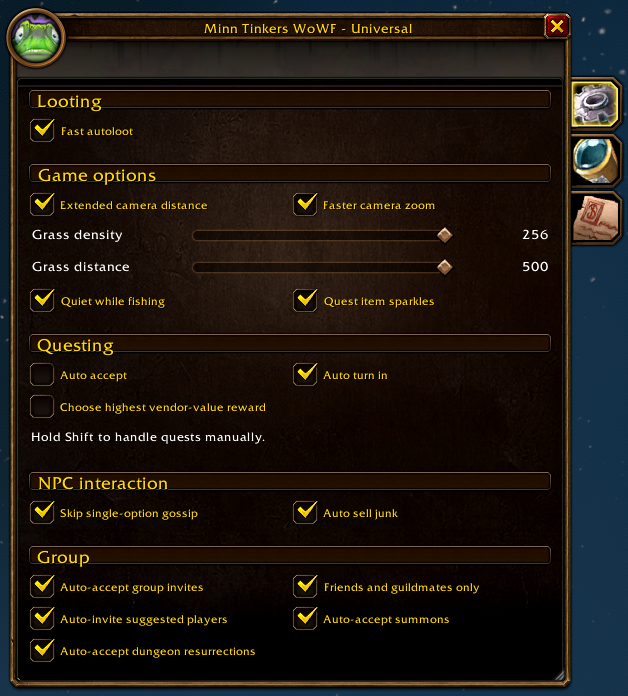 Minn Tinkers WoWF - Universal
Looting
Fast autoloot
Game options
Extended camera distance
Faster camera zoom
Grass density 256
Grass distance 500
Quiet while fishing
Quest item sparkles
Questing
Auto accept
Auto turn in
Choose highest vendor-value reward
Hold Shift to handle quests manually.
NPC interaction
Skip single-option gossip
Auto sell junk
Group
Auto-accept group invites
Friends and guildmates only
Auto-invite suggested players
Auto-accept summons
Auto-accept dungeon resurrections